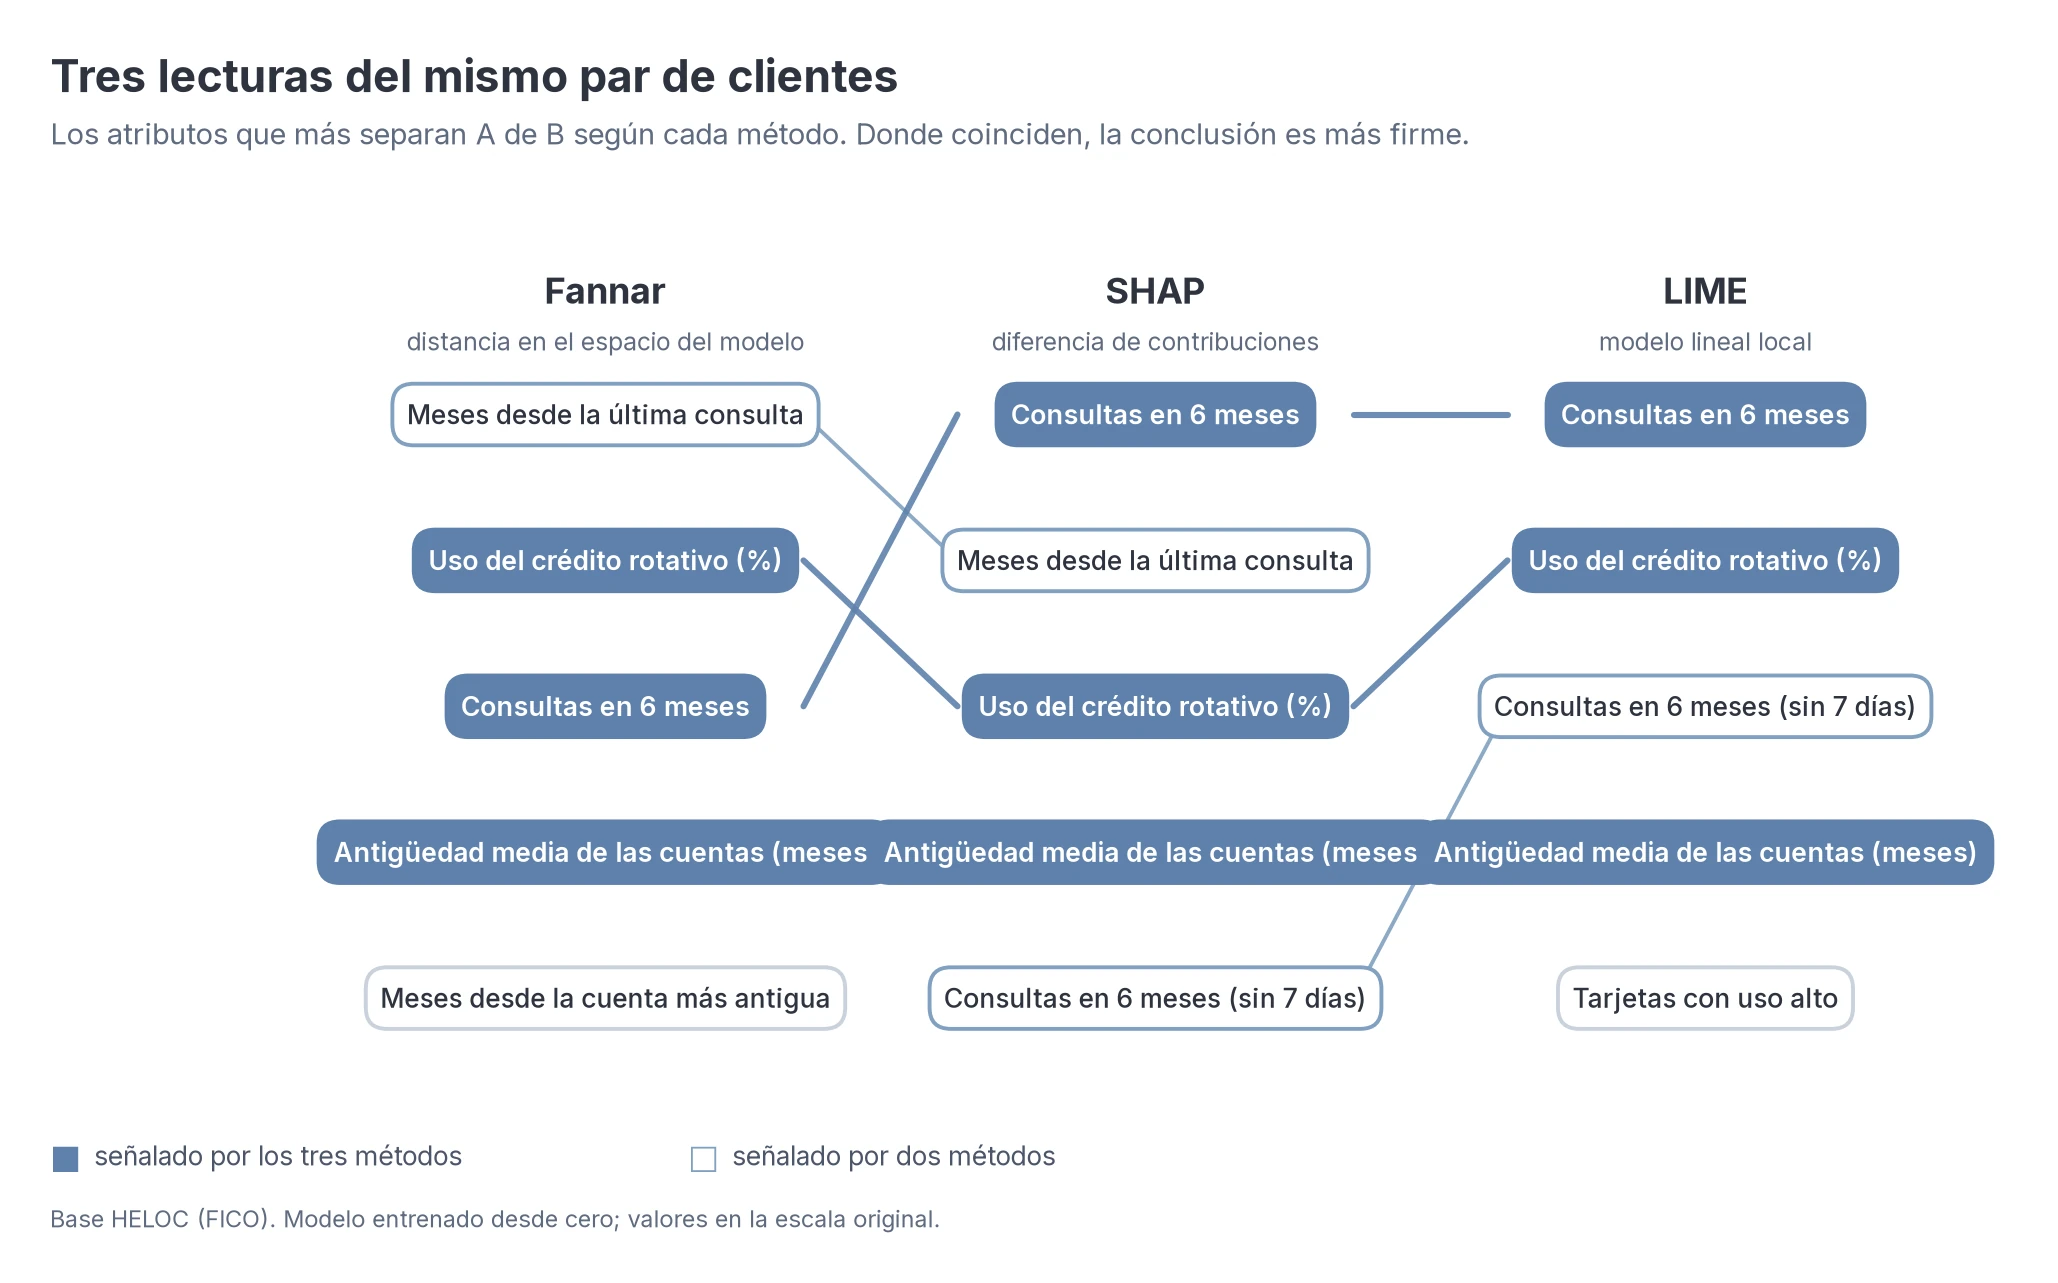 Tres lecturas del mismo par de clientes
Los atributos que más separan A de B según cada método. Donde coinciden, la conclusión es más firme.
Fannar SHAP LIME
distancia en el espacio del modelo diferencia de contribuciones modelo lineal local
Meses desde la última consulta Consultas en 6 meses Consultas en 6 meses
Uso del crédito rotativo (%) Meses desde la última consulta Uso del crédito rotativo (%)
Consultas en 6 meses Uso del crédito rotativo (%) Consultas en 6 meses (sin 7 días)
Antigüedad media de las cuentas (meses Antigüedad media de las cuentas (meses Antigüedad media de las cuentas (meses)
Meses desde la cuenta más antigua Consultas en 6 meses (sin 7 días) Tarjetas con uso alto
señalado por los tres métodos señalado por dos métodos
Base HELOC (FICO). Modelo entrenado desde cero; valores en la escala original.